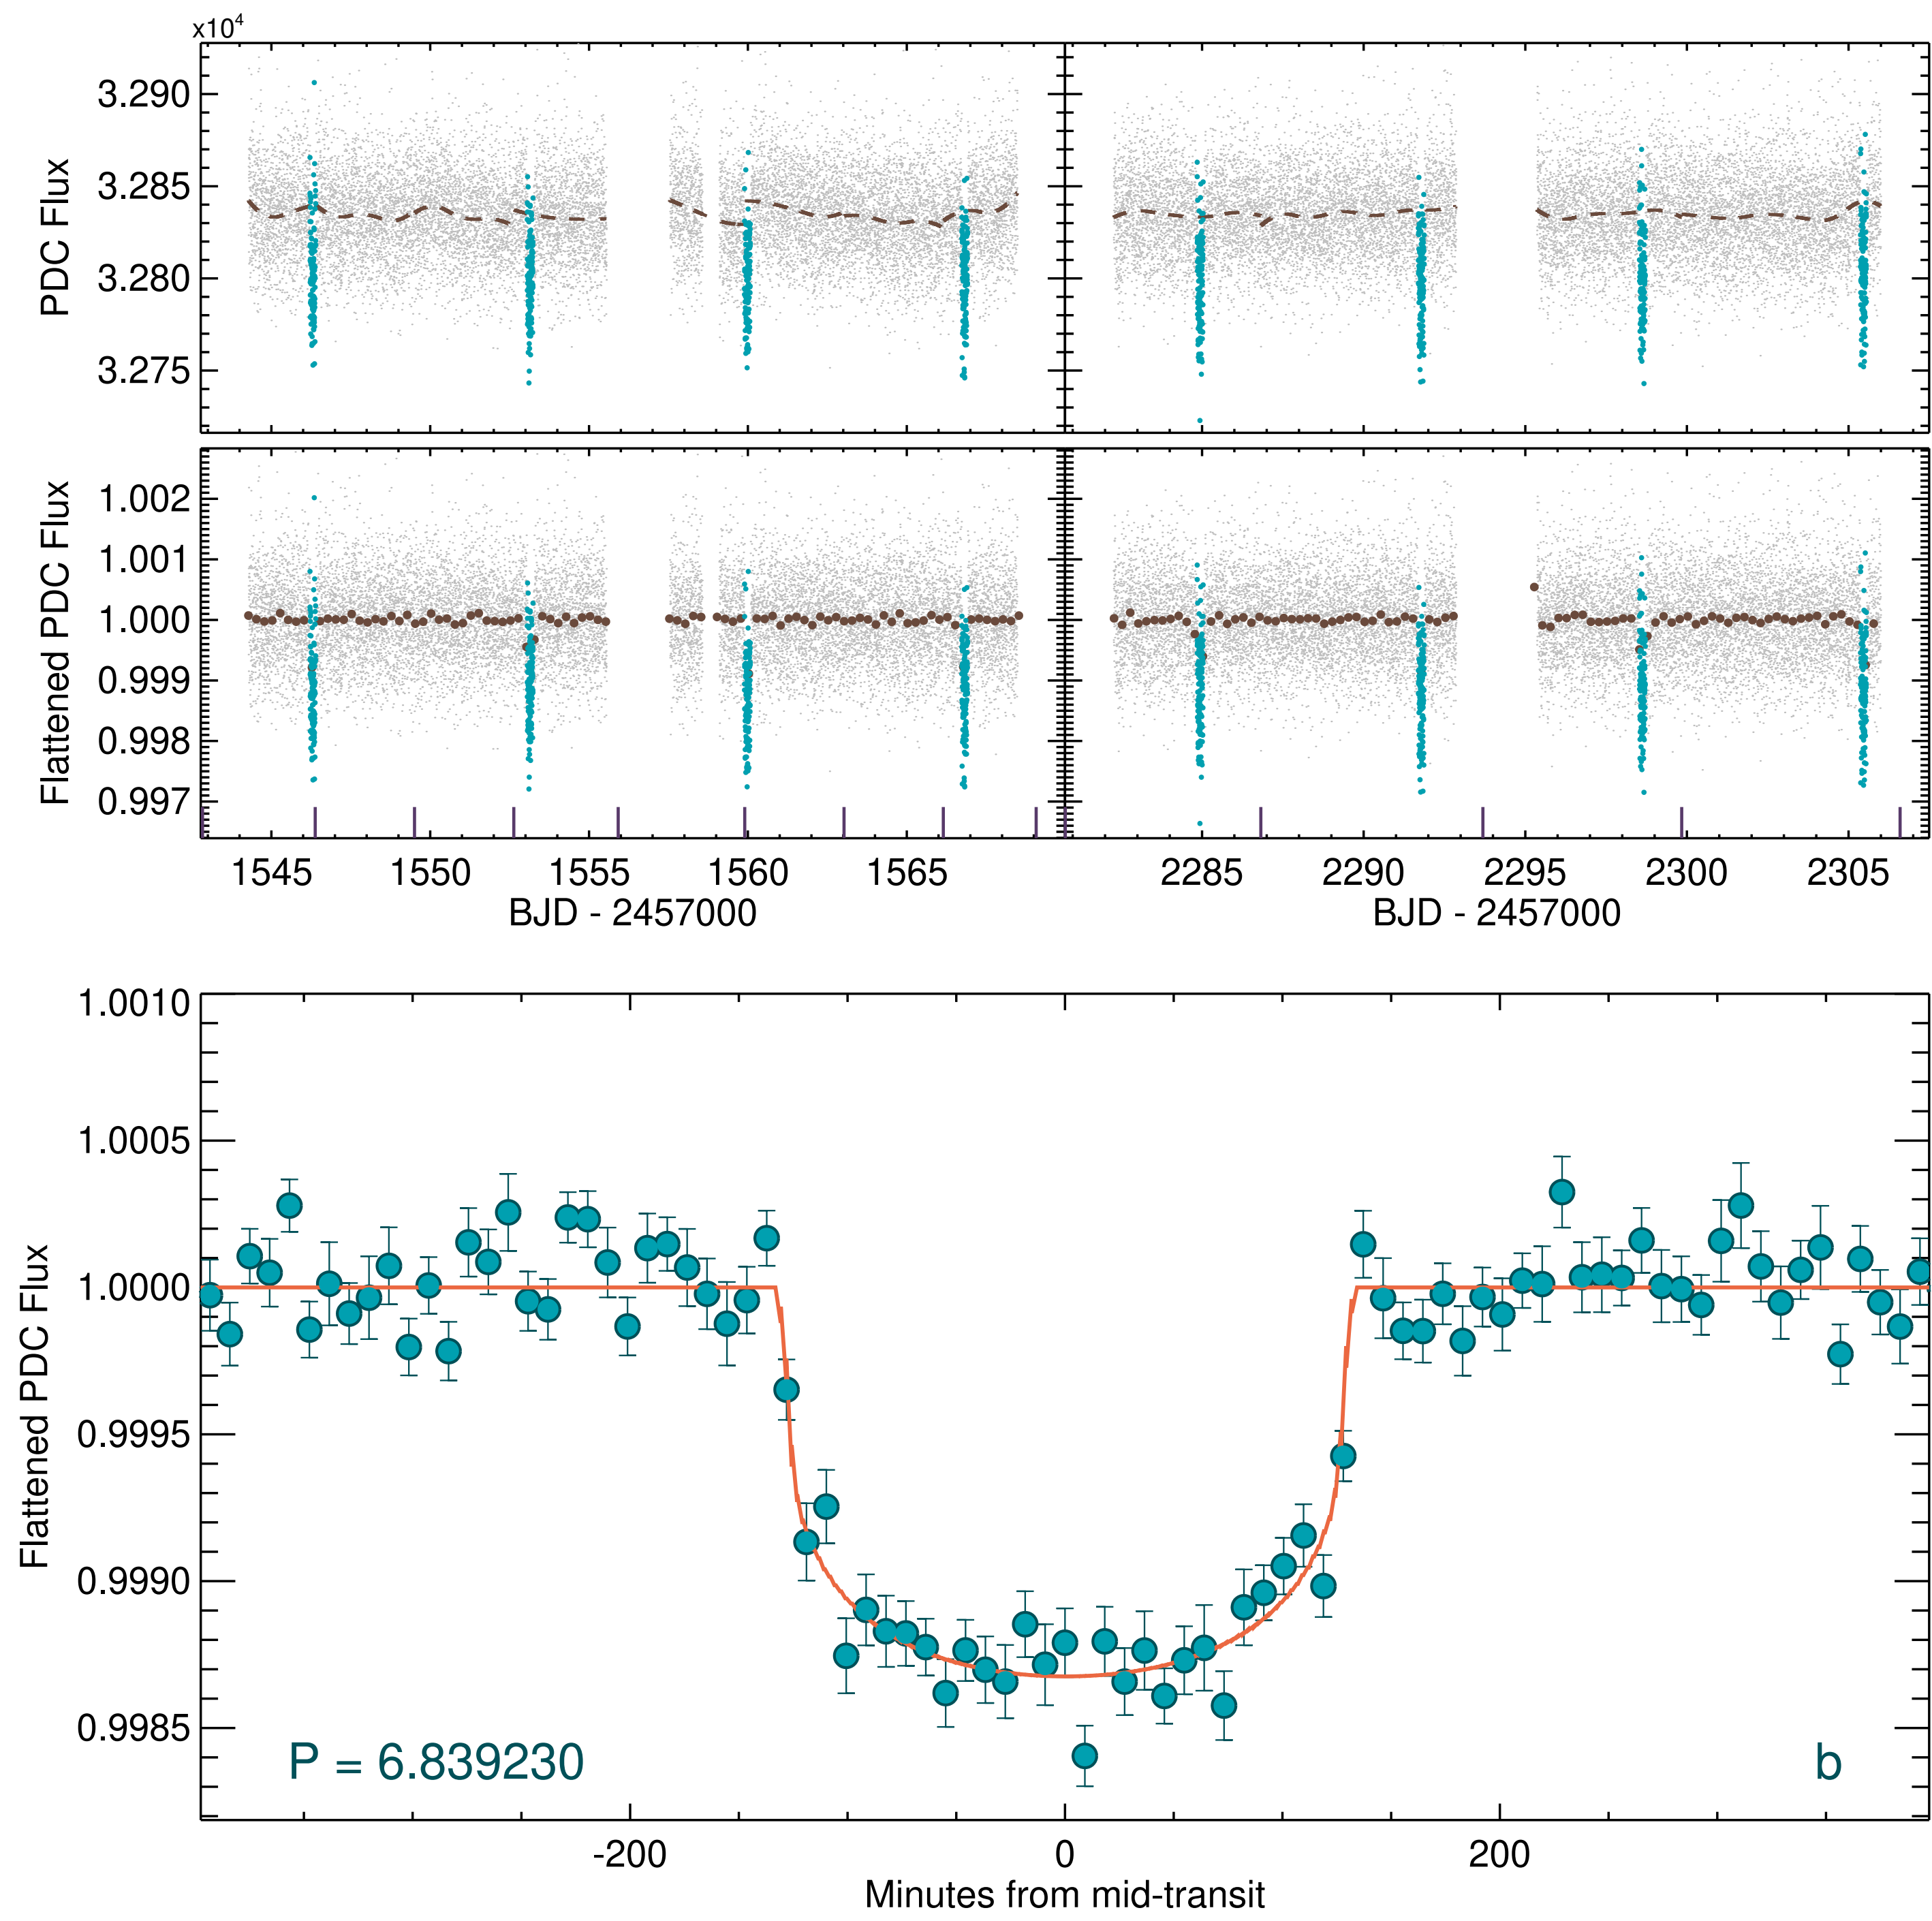 x10⁴
3.290
3.285
3.280
3.275
PDC Flux
1.002
1.001
1.000
0.999
0.998
0.997
Flattened PDC Flux
1545 1550 1555 1560 1565 2285 2290 2295 2300 2305
BJD - 2457000 BJD - 2457000
1.0010
1.0005
1.0000
0.9995
0.9990
0.9985
Flattened PDC Flux
P = 6.839230 b
-200 0 200
Minutes from mid-transit